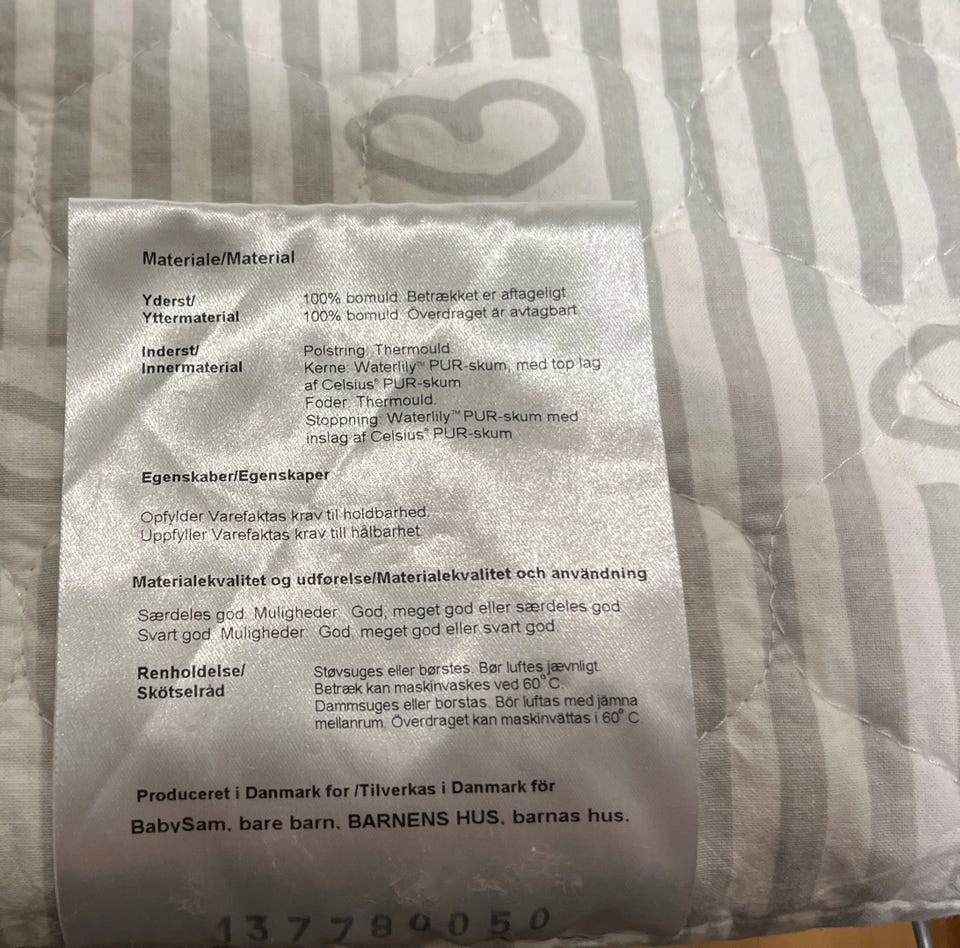 Materiale/Material
Yderst/
Yttermaterial
100% bomuld. Betrækket er aftageligt
100% bomuld. Överdraget är avtagbart
Inderst/
Innermaterial
Polstring: Thermould.
Kerne: Waterlily™ PUR-skum, med top lag
af Celsius® PUR-skum
Foder: Thermould.
Stoppning: Waterlily™ PUR-skum med
inslag af Celsius® PUR-skum
Egenskaber/Egenskaper
Opfylder Varefaktas krav til holdbarhed.
Uppfyller Varefaktas krav till hålbarhet
Materialekvalitet og udførelse/Materialekvalitet och användning
Særdeles god. Muligheder: God, meget god eller særdeles god
Svart god. Muligheder: God, meget god eller svart god
Renholdelse/
Skötselråd
Støvsuges eller børstes. Bør luftes jævnligt.
Betræk kan maskinvaskes ved 60° C.
Dammsuges eller borstas. Bör luftas med jämna
mellanrum. Överdraget kan maskinvättas i 60° C.
Produceret i Danmark for /Tilverkas i Danmark för
BabySam, bare barn, BARNENS HUS, barnas hus.
137780050